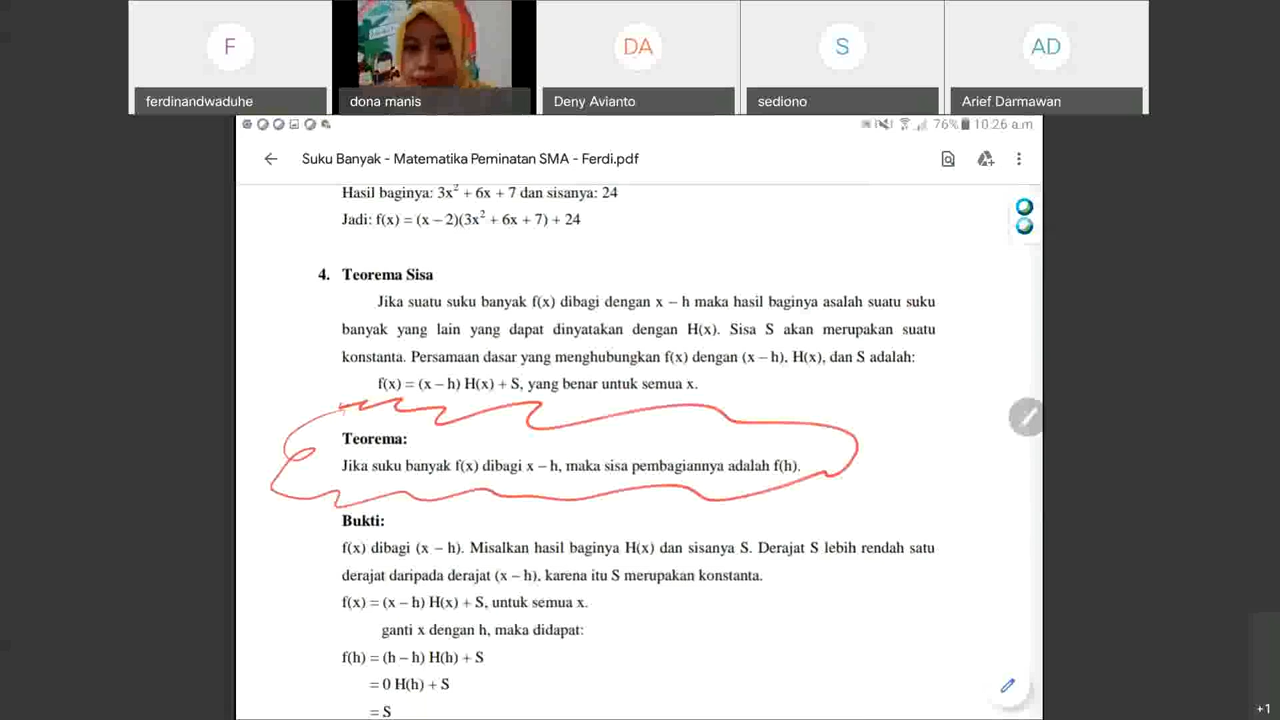 F
DA
S
AD
ferdinandwaduhe
dona manis
Deny Avianto
sediono
Arief Darmawan
76% 10.26 a.m
Suku Banyak - Matematika Peminatan SMA - Ferdi.pdf
Hasil baginya: 3x² + 6x + 7 dan sisanya: 24
Jadi: f(x) = (x – 2)(3x² + 6x + 7) + 24
4. Teorema Sisa
Jika suatu suku banyak f(x) dibagi dengan x – h maka hasil baginya asalah suatu suku
banyak yang lain yang dapat dinyatakan dengan H(x). Sisa S akan merupakan suatu
konstanta. Persamaan dasar yang menghubungkan f(x) dengan (x – h), H(x), dan S adalah:
f(x) = (x – h) H(x) + S, yang benar untuk semua x.
Teorema:
Jika suku banyak f(x) dibagi x – h, maka sisa pembagiannya adalah f(h).
Bukti:
f(x) dibagi (x – h). Misalkan hasil baginya H(x) dan sisanya S. Derajat S lebih rendah satu
derajat daripada derajat (x – h), karena itu S merupakan konstanta.
f(x) = (x – h) H(x) + S, untuk semua x.
ganti x dengan h, maka didapat:
f(h) = (h – h) H(h) + S
= 0 H(h) + S
= S
+1